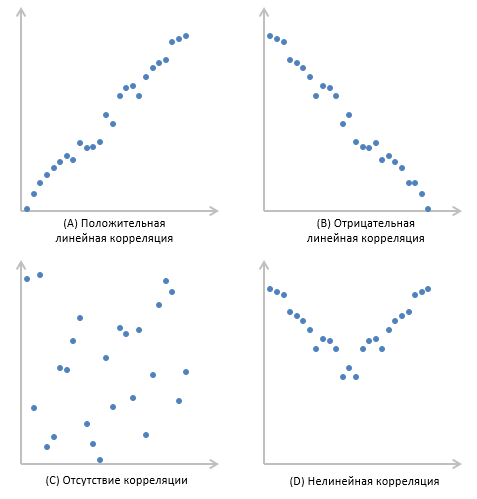 (A) Положительная
линейная корреляция
(B) Отрицательная
линейная корреляция
(C) Отсутствие корреляции
(D) Нелинейная корреляция